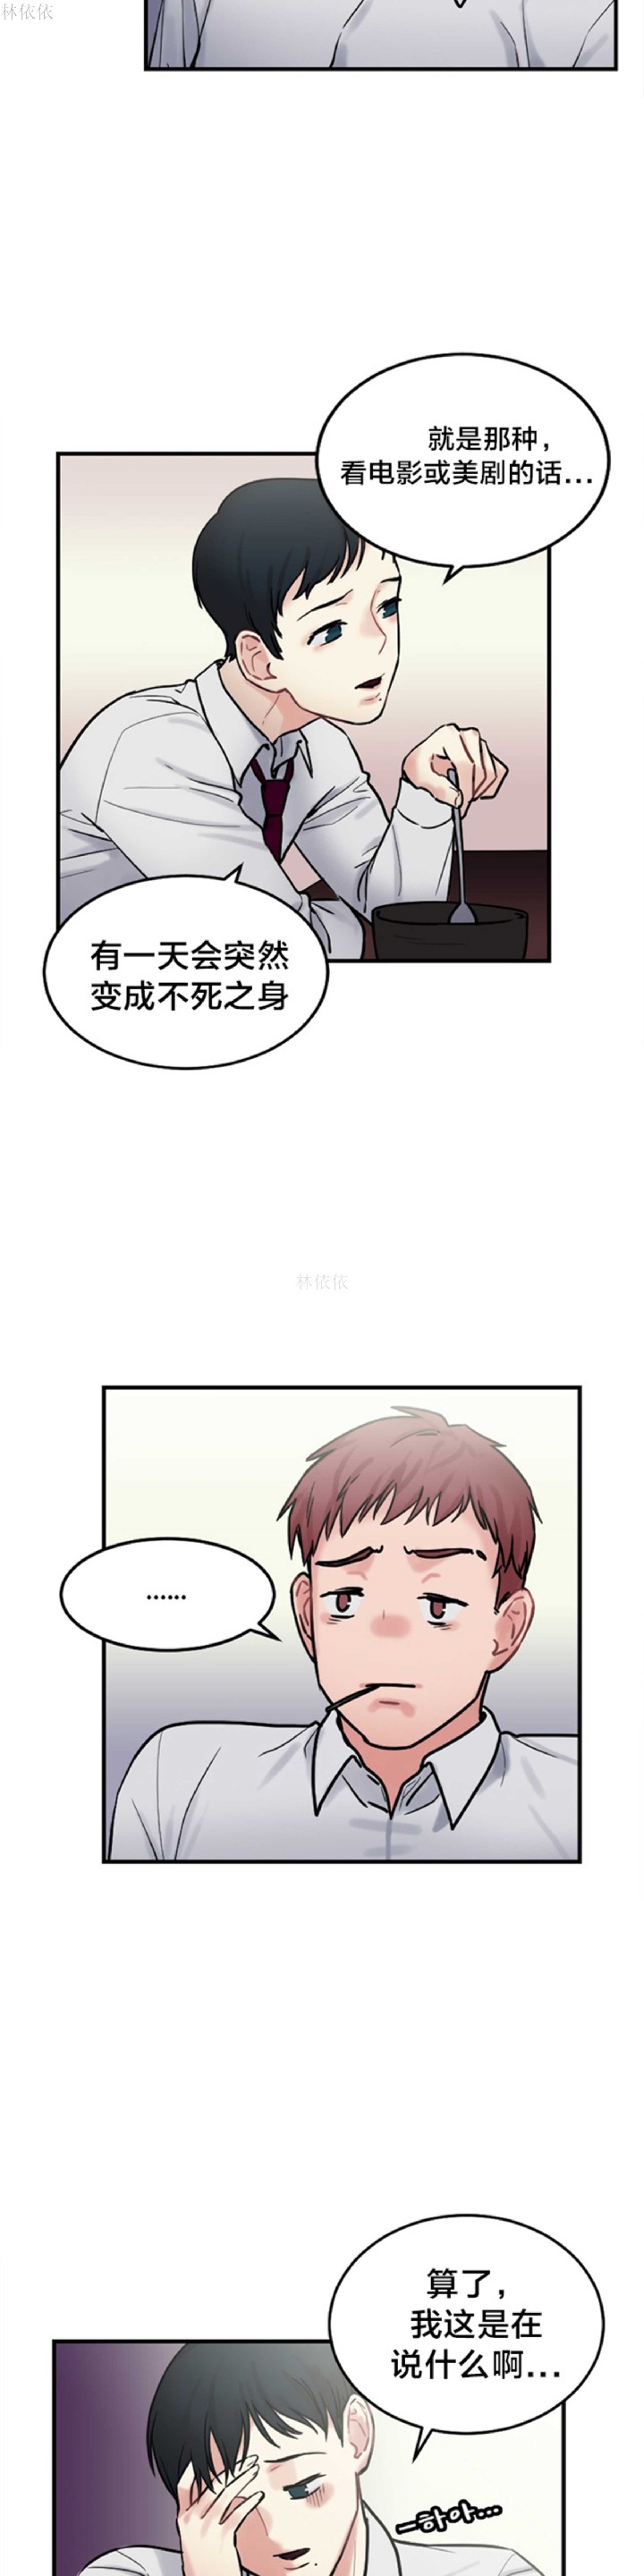 林依依
就是那种，
看电影或美剧的话...
有一天会突然
变成不死之身
林依依
......
算了，
我这是在
说什么啊...
一하아...